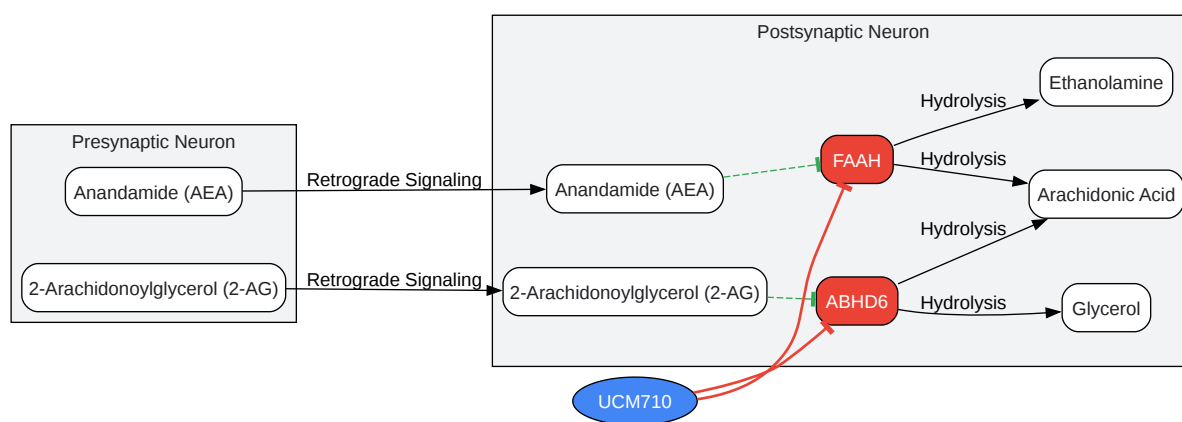 Presynaptic Neuron
Anandamide (AEA)
2-Arachidonoylglycerol (2-AG)
Retrograde Signaling
Retrograde Signaling
Postsynaptic Neuron
Anandamide (AEA)
2-Arachidonoylglycerol (2-AG)
FAAH
ABHD6
Hydrolysis
Hydrolysis
Hydrolysis
Hydrolysis
Ethanolamine
Arachidonic Acid
Glycerol
UCM710